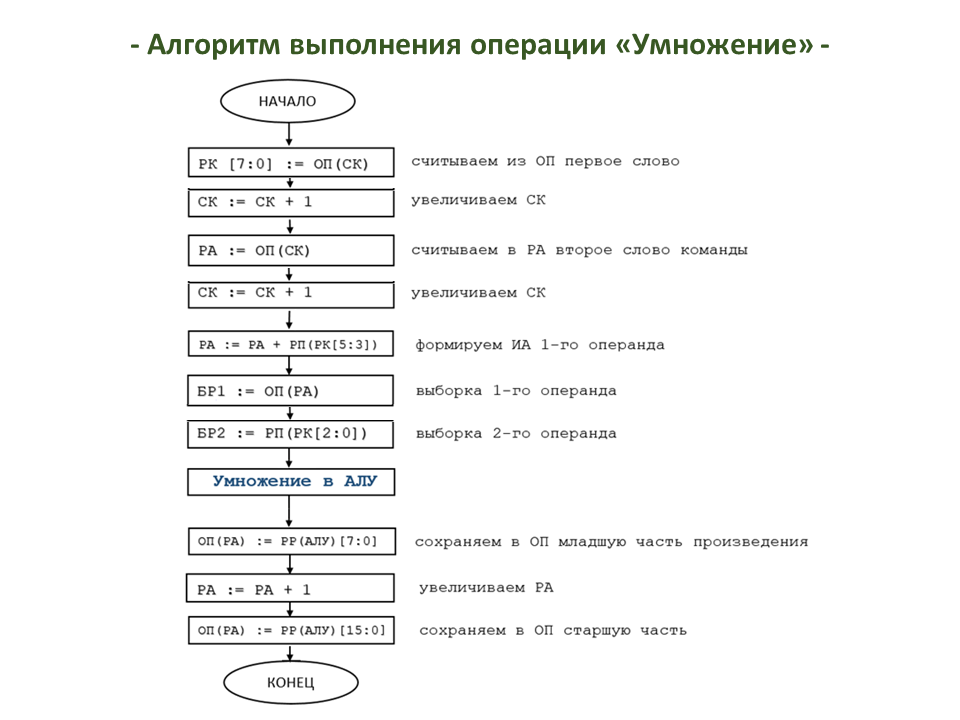 - Алгоритм выполнения операции «Умножение» -
НАЧАЛО
РК [7:0] := ОП(СК) считываем из ОП первое слово
СК := СК + 1 увеличиваем СК
РА := ОП(СК) считываем в РА второе слово команды
СК := СК + 1 увеличиваем СК
РА := РА + РП(РК[5:3]) формируем ИА 1-го операнда
БР1 := ОП(РА) выборка 1-го операнда
БР2 := РП(РК[2:0]) выборка 2-го операнда
Умножение в АЛУ
ОП(РА) := РР(АЛУ)[7:0] сохраняем в ОП младшую часть произведения
РА := РА + 1 увеличиваем РА
ОП(РА) := РР(АЛУ)[15:0] сохраняем в ОП старшую часть
КОНЕЦ